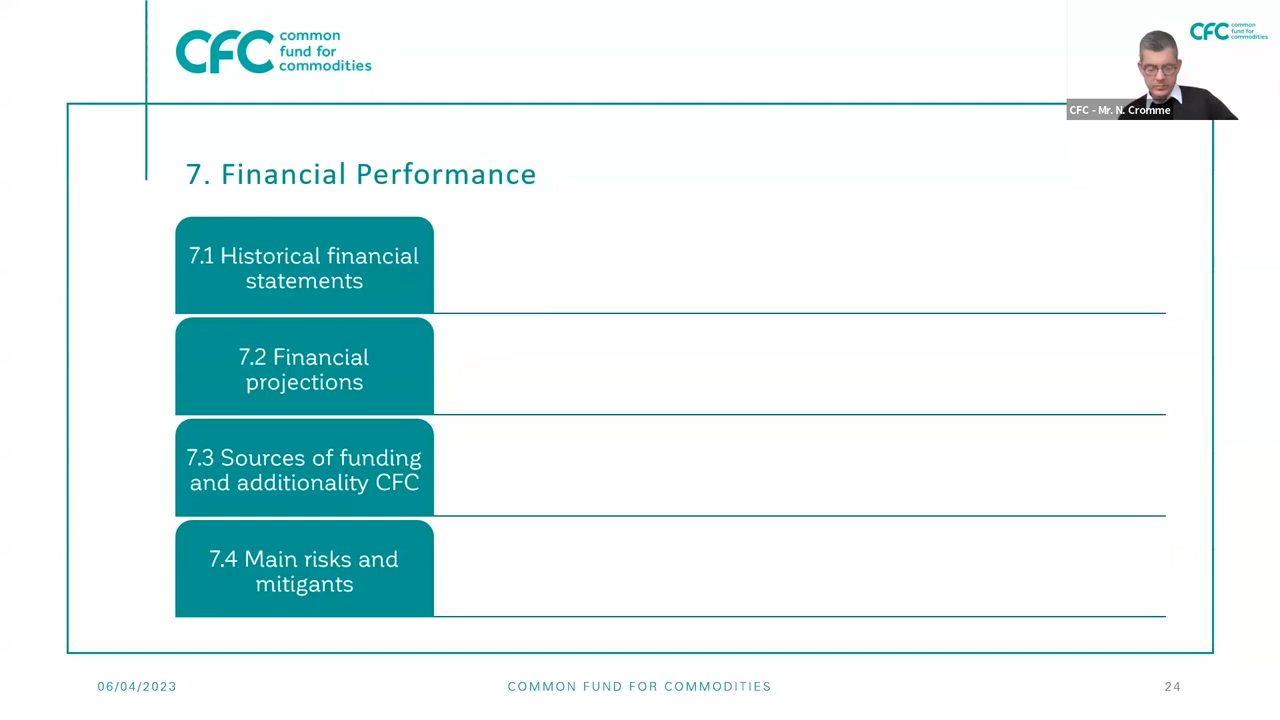 CFC common
fund for
commodities
CFC common
fund for
commodities
CFC - Mr. N. Cromme
7. Financial Performance
7.1 Historical financial
statements
7.2 Financial
projections
7.3 Sources of funding
and additionality CFC
7.4 Main risks and
mitigants
06/04/2023
COMMON FUND FOR COMMODITIES
24